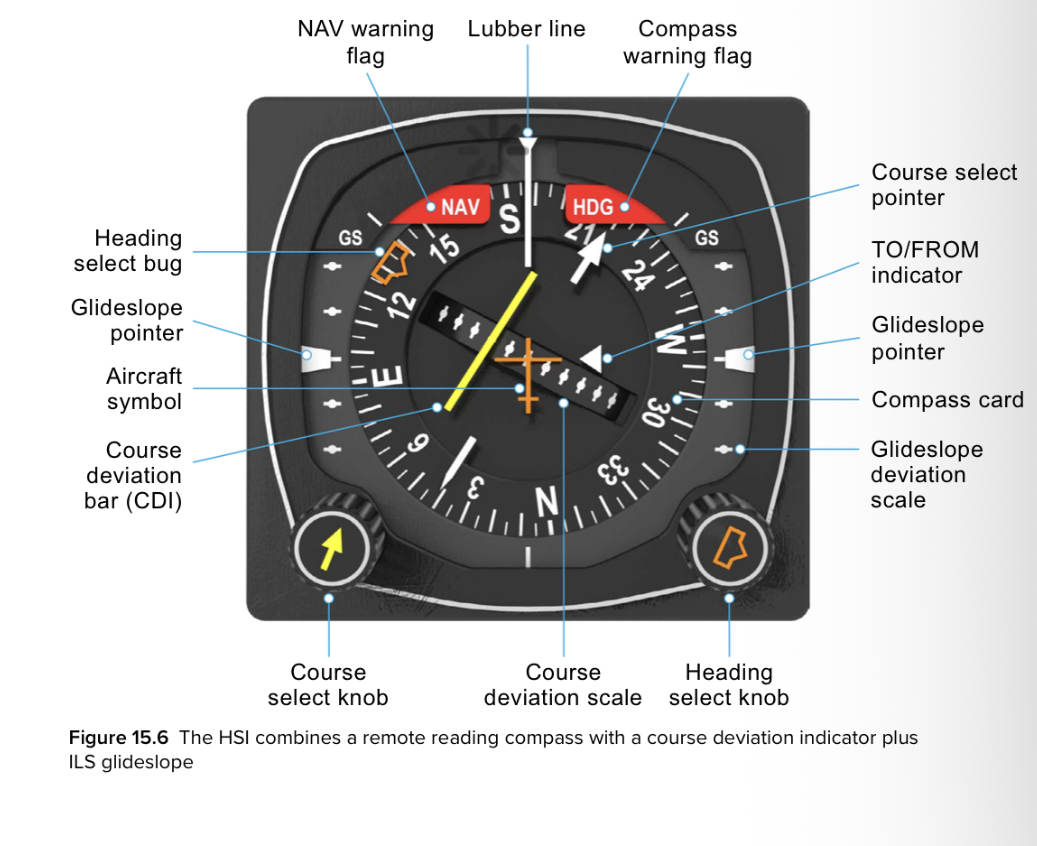 NAV warning
flag
Lubber line
Compass
warning flag
Course select
pointer
TO/FROM
indicator
Glideslope
pointer
Compass card
Glideslope
deviation
scale
Heading
select bug
Glideslope
pointer
Aircraft
symbol
Course
deviation
bar (CDI)
NAV
HDG
GS
GS
S
21
24
W
30
33
N
3
6
E
12
15
Course
select knob
Course
deviation scale
Heading
select knob
Figure 15.6 The HSI combines a remote reading compass with a course deviation indicator plus
ILS glideslope